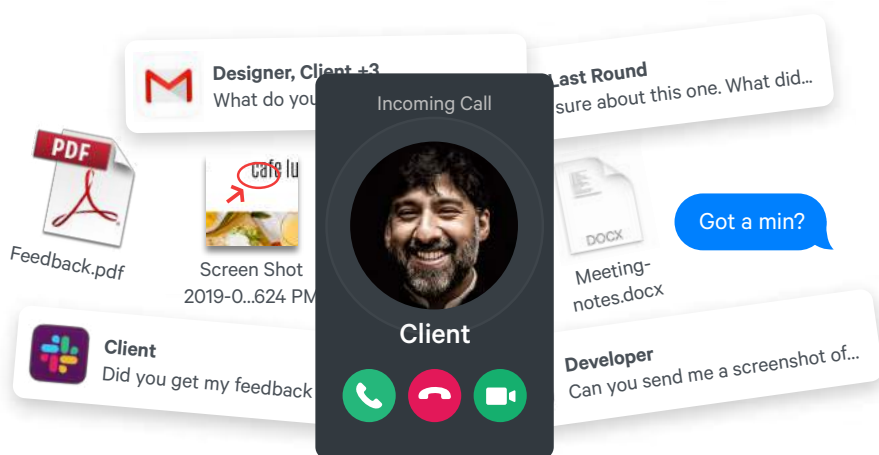 Designer, Client +3
What do you
Last Round
sure about this one. What did...
Incoming Call
PDF
cafe lu
DOCX
Got a min?
Feedback.pdf
Screen Shot
2019-0...624 PM
Meeting-
notes.docx
Client
Client
Did you get my feedback
Developer
Can you send me a screenshot of...